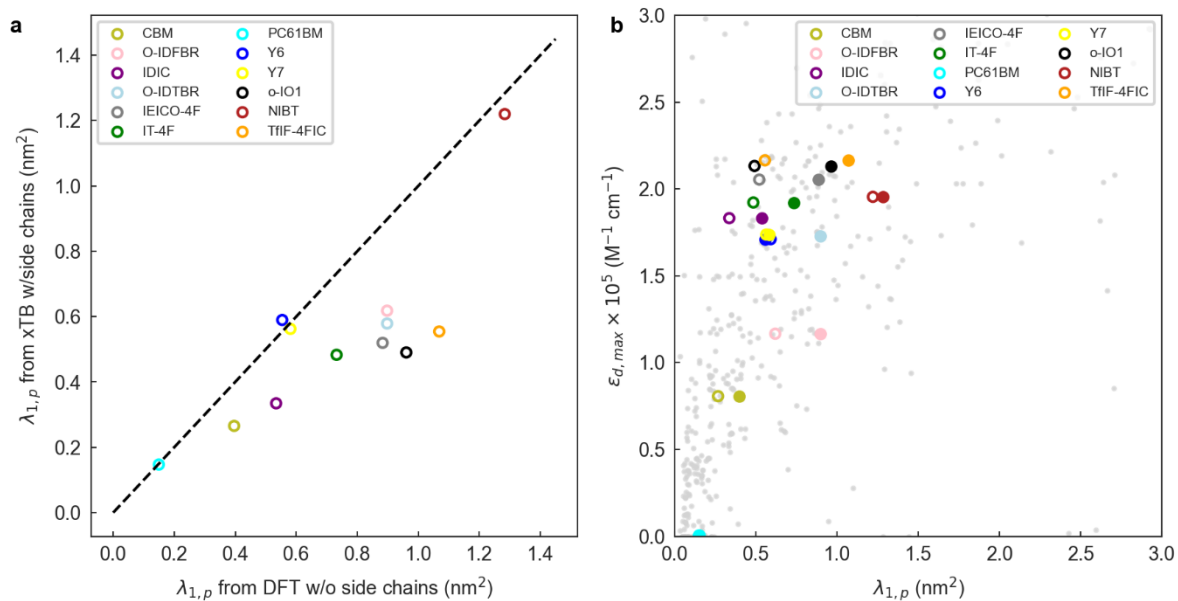 a
CBM
O-IDFBR
IDIC
O-IDTBR
IEICO-4F
IT-4F
PC61BM
Y6
Y7
o-IO1
NIBT
TfIF-4FIC
1.4
1.2
1.0
0.8
0.6
0.4
0.2
0.0
λ1,p from xTB w/side chains (nm²)
0.0 0.2 0.4 0.6 0.8 1.0 1.2 1.4
λ1,p from DFT w/o side chains (nm²)
b
CBM
O-IDFBR
IDIC
O-IDTBR
IEICO-4F
IT-4F
PC61BM
Y6
Y7
o-IO1
NIBT
TfIF-4FIC
3.0
2.5
2.0
1.5
1.0
0.5
0.0
εd, max × 10⁵ (M⁻¹ cm⁻¹)
0.0 0.5 1.0 1.5 2.0 2.5 3.0
λ1,p (nm²)